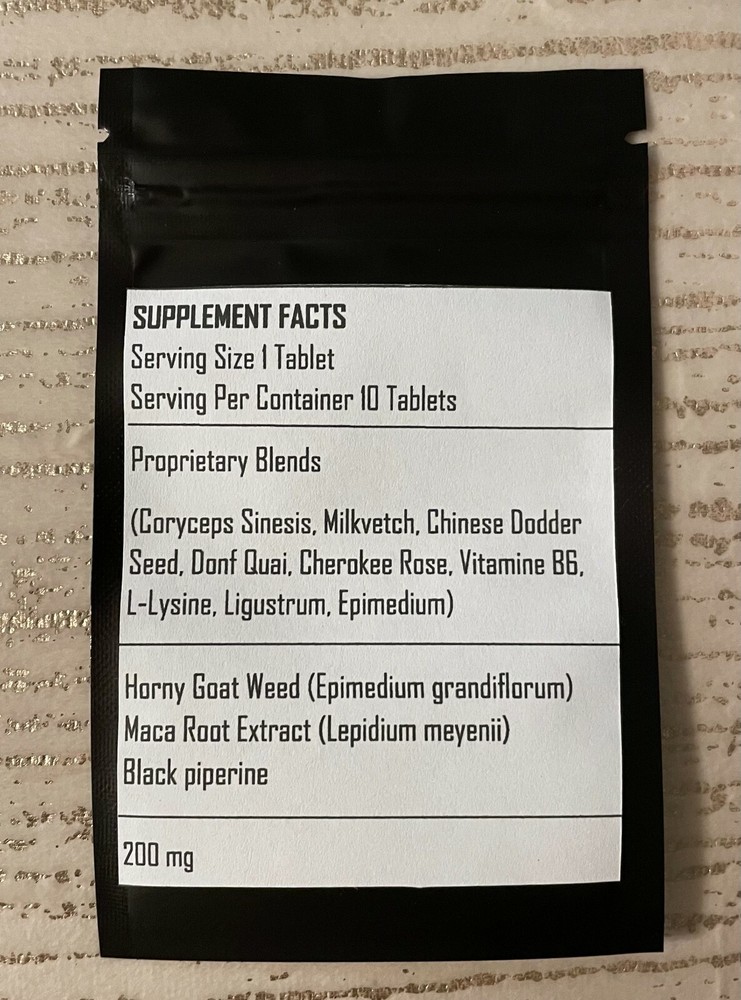 SUPPLEMENT FACTS
Serving Size 1 Tablet
Serving Per Container 10 Tablets
Proprietary Blends
(Coryceps Sinesis, Milkvetch, Chinese Dodder
Seed, Donf Quai, Cherokee Rose, Vitamine B6,
L-Lysine, Ligustrum, Epimedium)
Horny Goat Weed (Epimedium grandiflorum)
Maca Root Extract (Lepidium meyenii)
Black piperine
200 mg